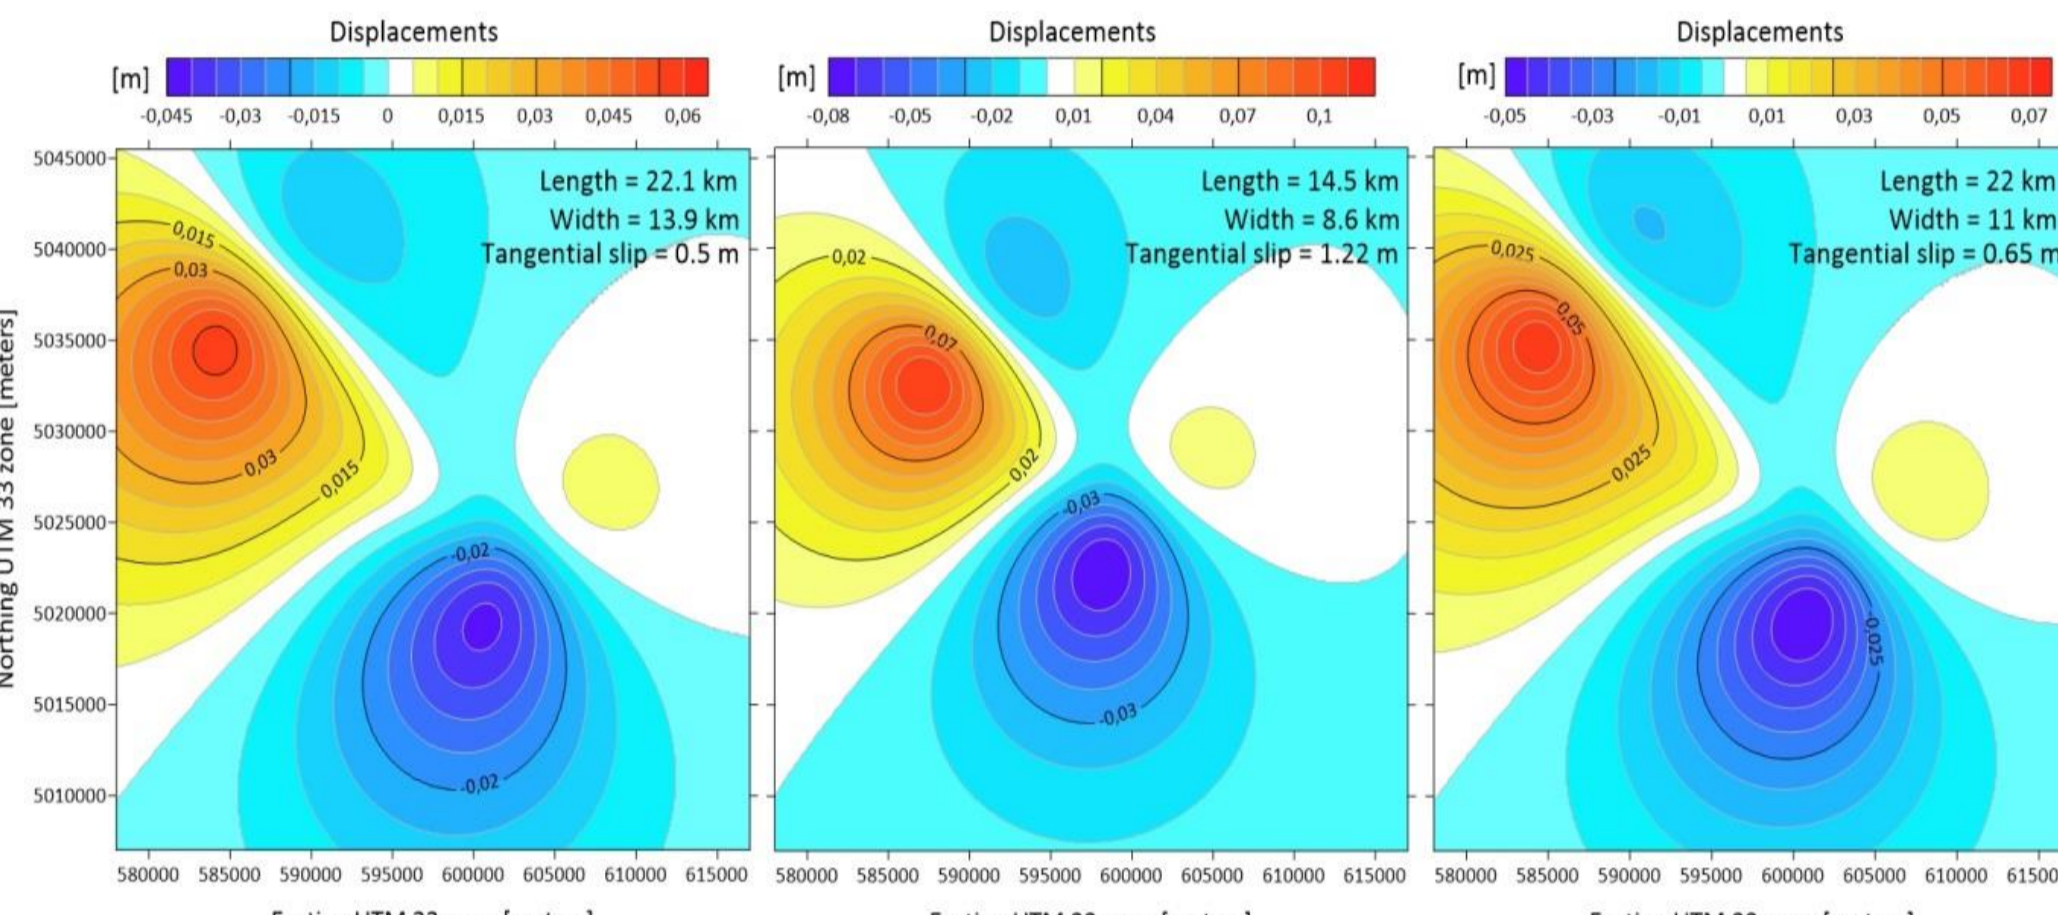 Displacements
[m]
-0,045 -0,03 -0,015 0 0,015 0,03 0,045 0,06
Displacements
[m]
-0,08 -0,05 -0,02 0,01 0,04 0,07 0,1
Displacements
[m]
-0,05 -0,03 -0,01 0,01 0,03 0,05 0,07
Northing UTM 33 zone [meters]
5045000
5040000
5035000
5030000
5025000
5020000
5015000
5010000
Length = 22.1 km
Width = 13.9 km
Tangential slip = 0.5 m
0,015
0,03
0,03
0,015
-0,02
-0,02
580000 585000 590000 595000 600000 605000 610000 615000
Length = 14.5 km
Width = 8.6 km
Tangential slip = 1.22 m
0,02
0,07
0,02
-0,03
-0,03
580000 585000 590000 595000 600000 605000 610000 615000
Length = 22 km
Width = 11 km
Tangential slip = 0.65 m
0,025
0,05
0,025
-0,025
580000 585000 590000 595000 600000 605000 610000 615000